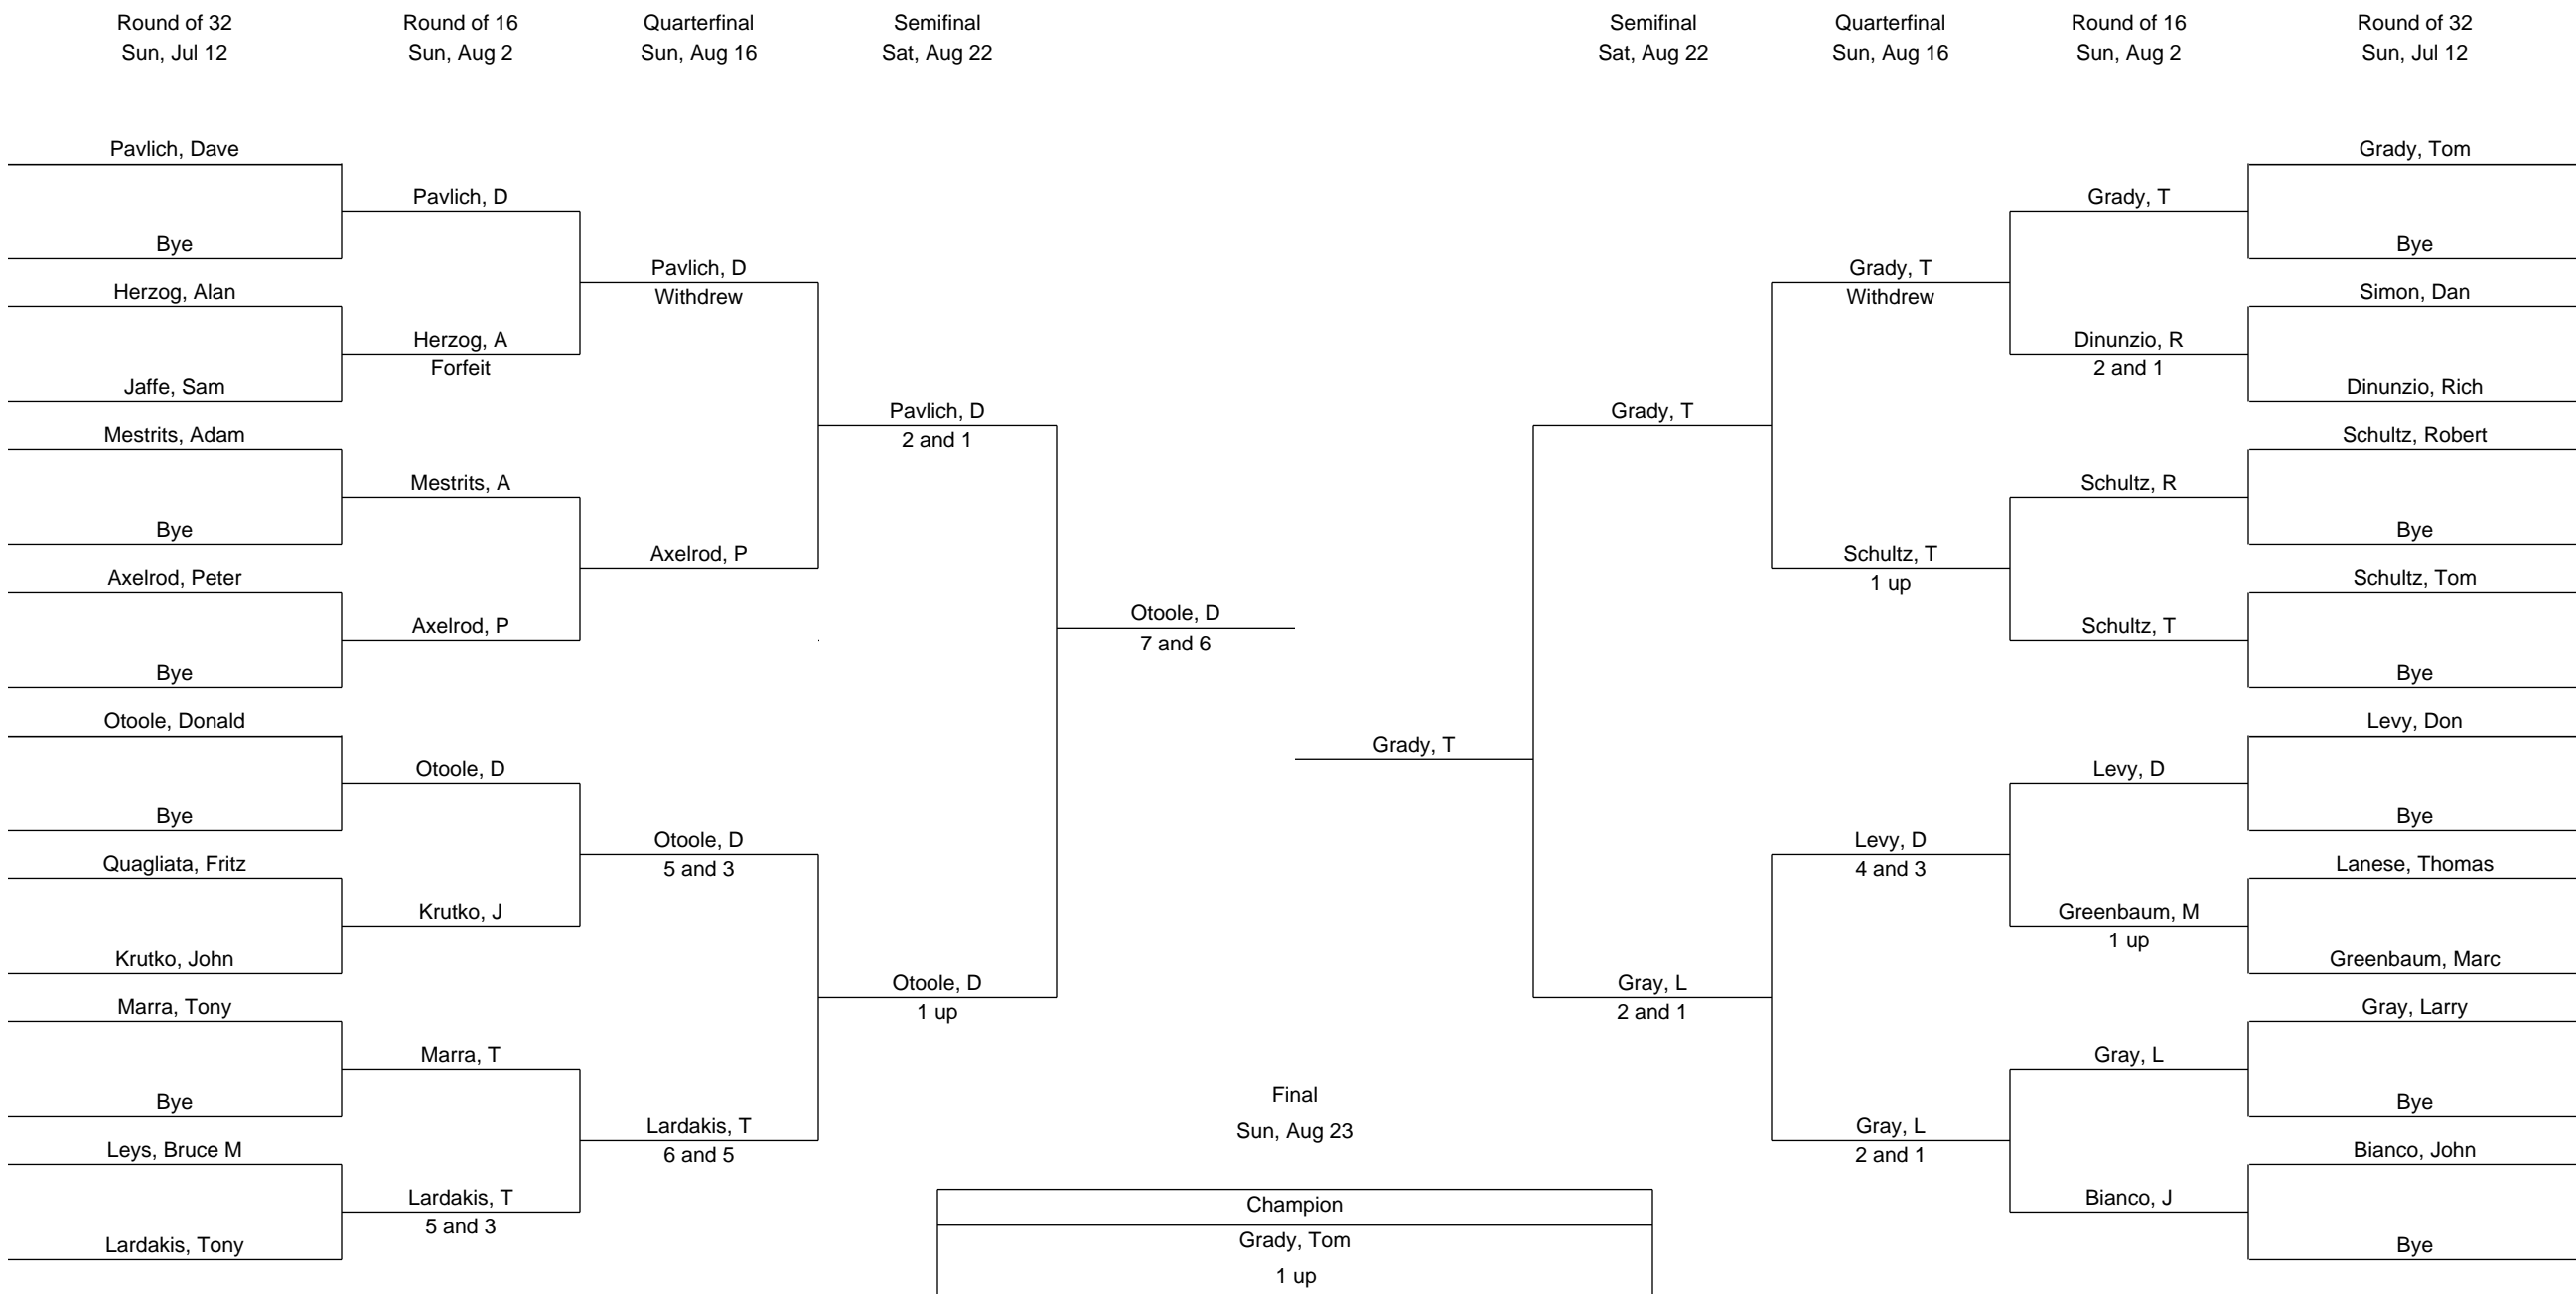 Round of 32
Sun, Jul 12
Round of 16
Sun, Aug 2
Quarterfinal
Sun, Aug 16
Semifinal
Sat, Aug 22
Semifinal
Sat, Aug 22
Quarterfinal
Sun, Aug 16
Round of 16
Sun, Aug 2
Round of 32
Sun, Jul 12
Pavlich, Dave
Bye
Herzog, Alan
Jaffe, Sam
Mestrits, Adam
Bye
Axelrod, Peter
Bye
Otoole, Donald
Bye
Quagliata, Fritz
Krutko, John
Marra, Tony
Bye
Leys, Bruce M
Lardakis, Tony
Pavlich, D
Herzog, A
Forfeit
Mestrits, A
Axelrod, P
Otoole, D
Krutko, J
Marra, T
Lardakis, T
5 and 3
Pavlich, D
Withdrew
Axelrod, P
Otoole, D
5 and 3
Lardakis, T
6 and 5
Pavlich, D
2 and 1
Otoole, D
1 up
Otoole, D
7 and 6
Grady, T
Final
Sun, Aug 23
Champion
Grady, Tom
1 up
Grady, T
Gray, L
2 and 1
Grady, T
Withdrew
Schultz, T
1 up
Levy, D
4 and 3
Gray, L
2 and 1
Grady, T
Dinunzio, R
2 and 1
Schultz, R
Schultz, T
Levy, D
Greenbaum, M
1 up
Gray, L
Bianco, J
Grady, Tom
Bye
Simon, Dan
Dinunzio, Rich
Schultz, Robert
Bye
Schultz, Tom
Bye
Levy, Don
Bye
Lanese, Thomas
Greenbaum, Marc
Gray, Larry
Bye
Bianco, John
Bye